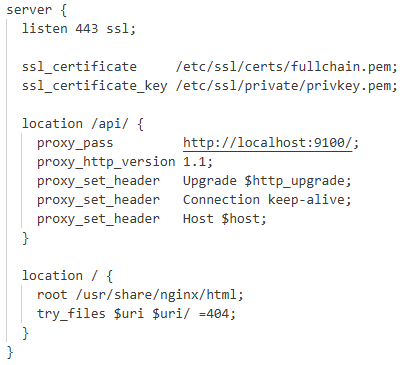 server {
  listen 443 ssl;

  ssl_certificate     /etc/ssl/certs/fullchain.pem;
  ssl_certificate_key /etc/ssl/private/privkey.pem;

  location /api/ {
    proxy_pass         http://localhost:9100/;
    proxy_http_version 1.1;
    proxy_set_header   Upgrade $http_upgrade;
    proxy_set_header   Connection keep-alive;
    proxy_set_header   Host $host;
  }

  location / {
    root /usr/share/nginx/html;
    try_files $uri $uri/ =404;
  }
}